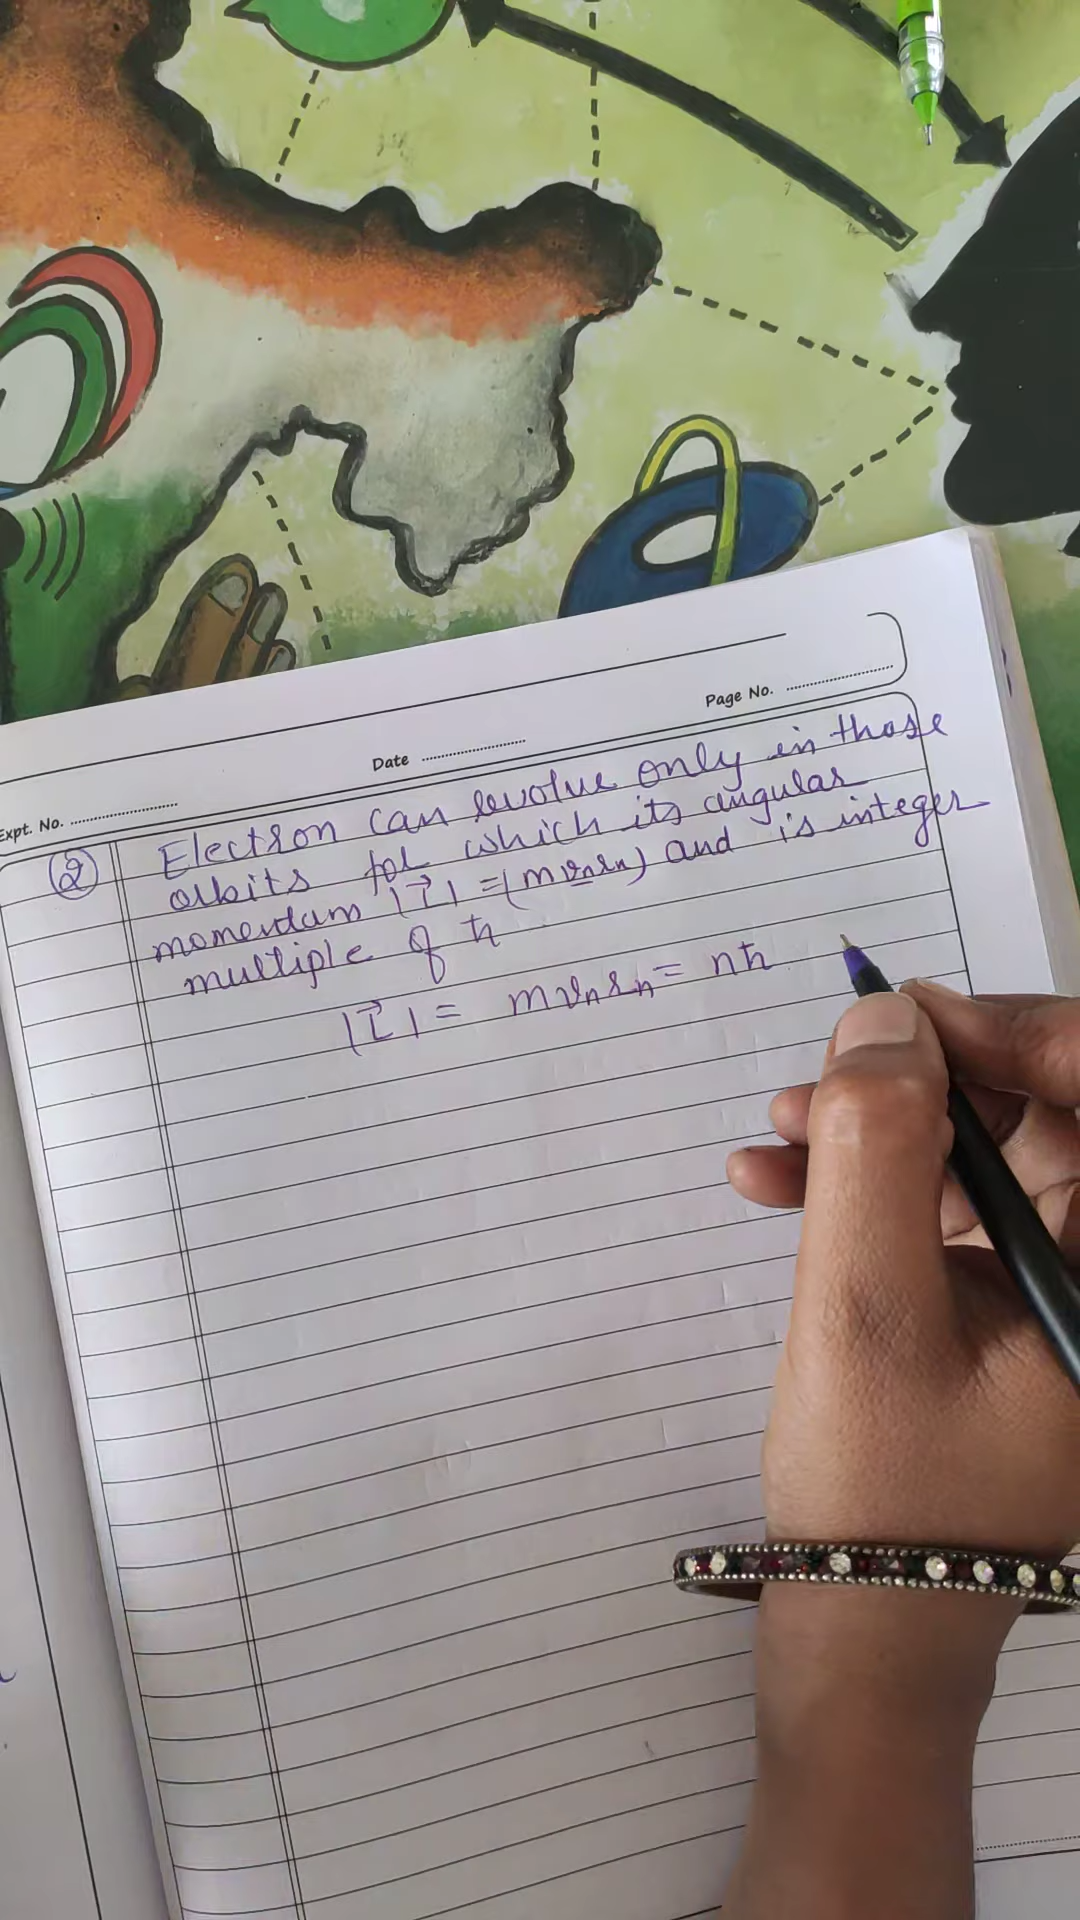 Page No. ....................
Date ....................
Expt. No. ....................
② Electron can revolve only in those
orbits for which its angular
momentum |L⃗| = (mvₙrₙ) and is integer
multiple of ħ
|L⃗| = mvₙrₙ = nħ